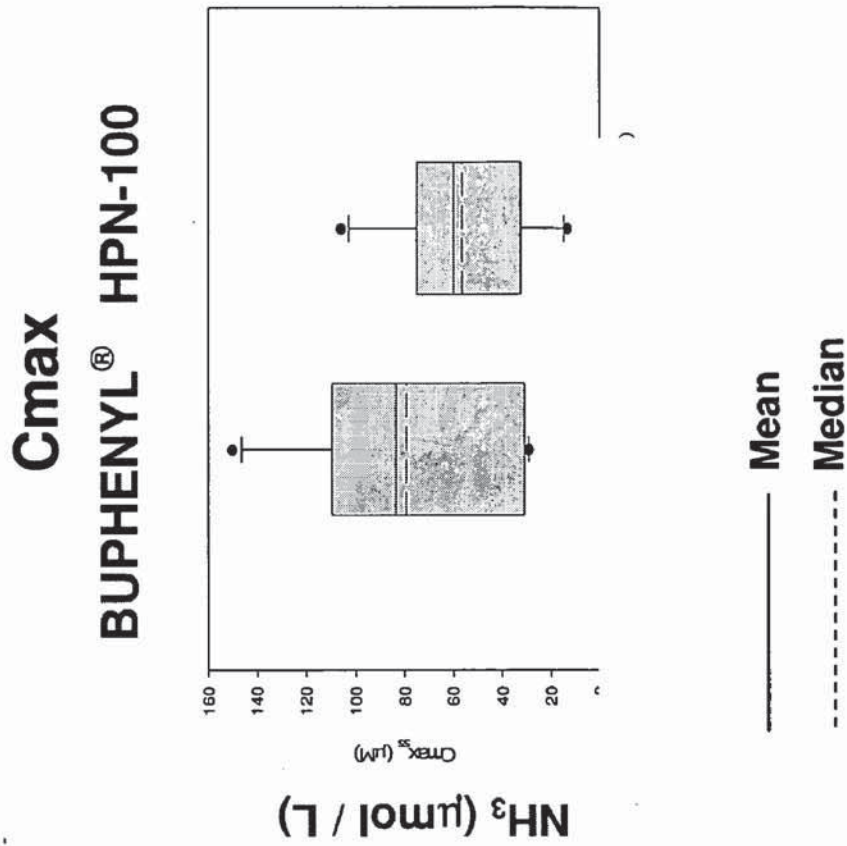 Cmax
BUPHENYL® HPN-100
NH₃ (μmol / L)
Cmax_ss (μM)
160
140
120
100
80
60
40
20
Mean
Median